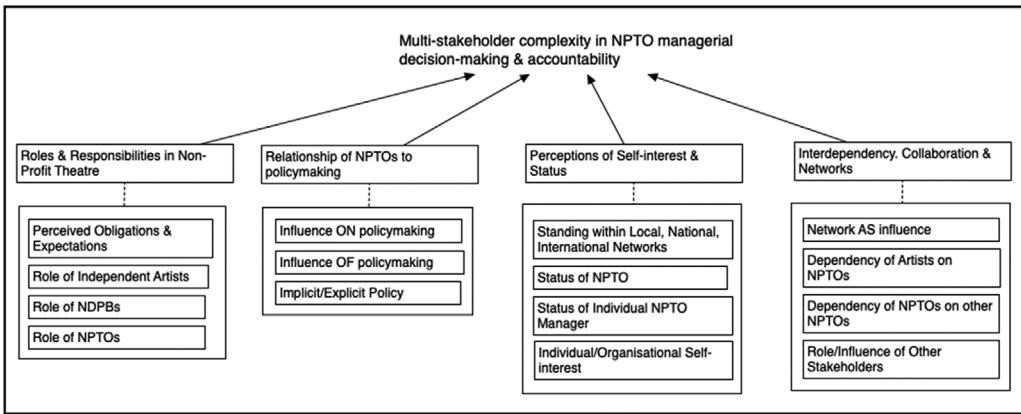 Multi-stakeholder complexity in NPTO managerial
decision-making & accountability
Roles & Responsibilities in Non-
Profit Theatre
Perceived Obligations &
Expectations
Role of Independent Artists
Role of NDPBs
Role of NPTOs
Relationship of NPTOs to
policymaking
Influence ON policymaking
Influence OF policymaking
Implicit/Explicit Policy
Perceptions of Self-interest &
Status
Standing within Local, National,
International Networks
Status of NPTO
Status of Individual NPTO
Manager
Individual/Organisational Self-
interest
Interdependency. Collaboration &
Networks
Network AS influence
Dependency of Artists on
NPTOs
Dependency of NPTOs on other
NPTOs
Role/Influence of Other
Stakeholders